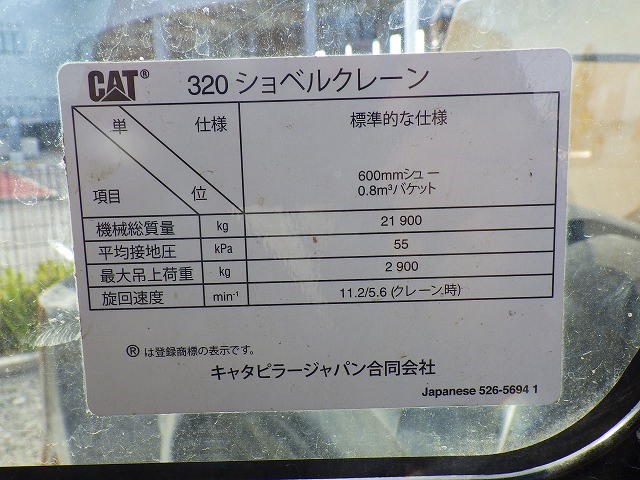 CAT® 320 ショベルクレーン
単 仕様 標準的な仕様
600mmシュー
項目 位 0.8m³バケット
機械総質量 kg 21 900
平均接地圧 kPa 55
最大吊上荷重 kg 2 900
旋回速度 min⁻¹ 11.2/5.6 (クレーン時)
®は登録商標の表示です。
キャタピラージャパン合同会社
Japanese 526-5694 1